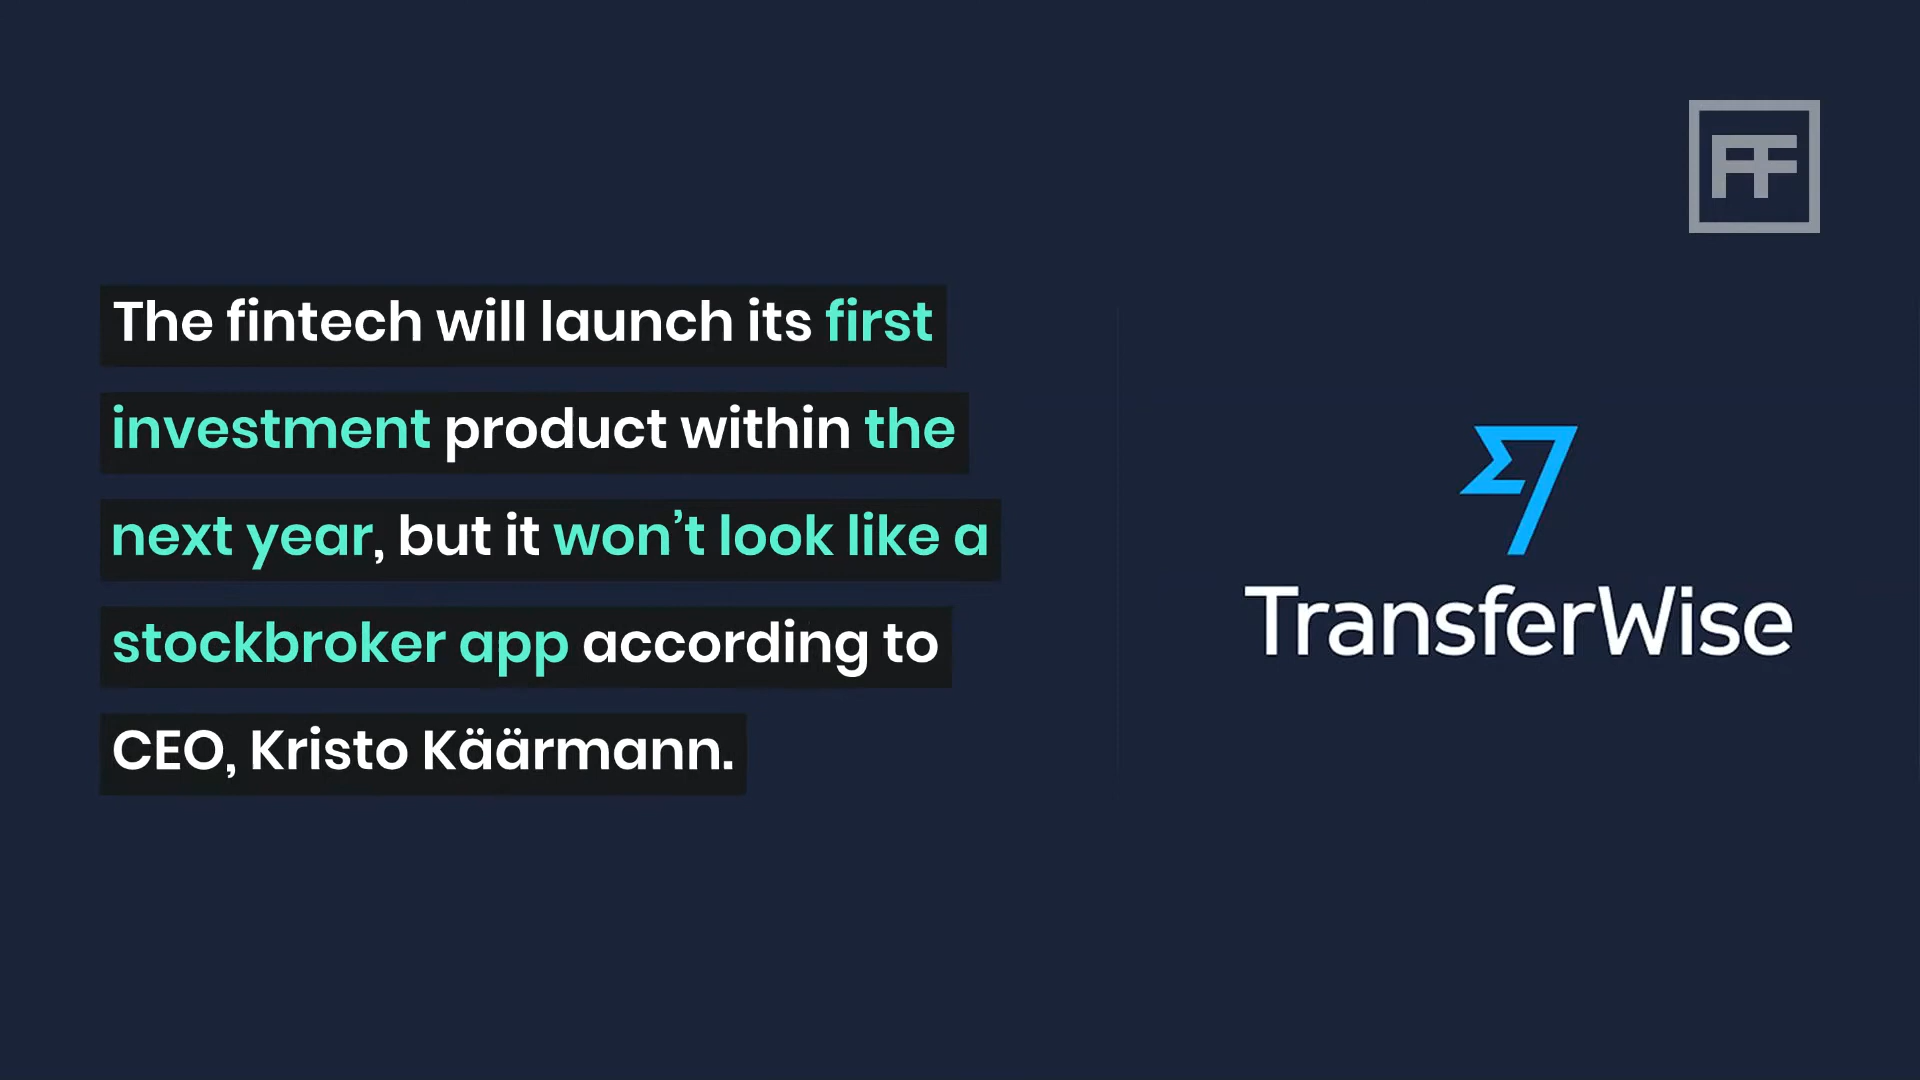 FF
The fintech will launch its first
investment product within the
next year, but it won’t look like a
stockbroker app according to
CEO, Kristo Käärmann.
TransferWise